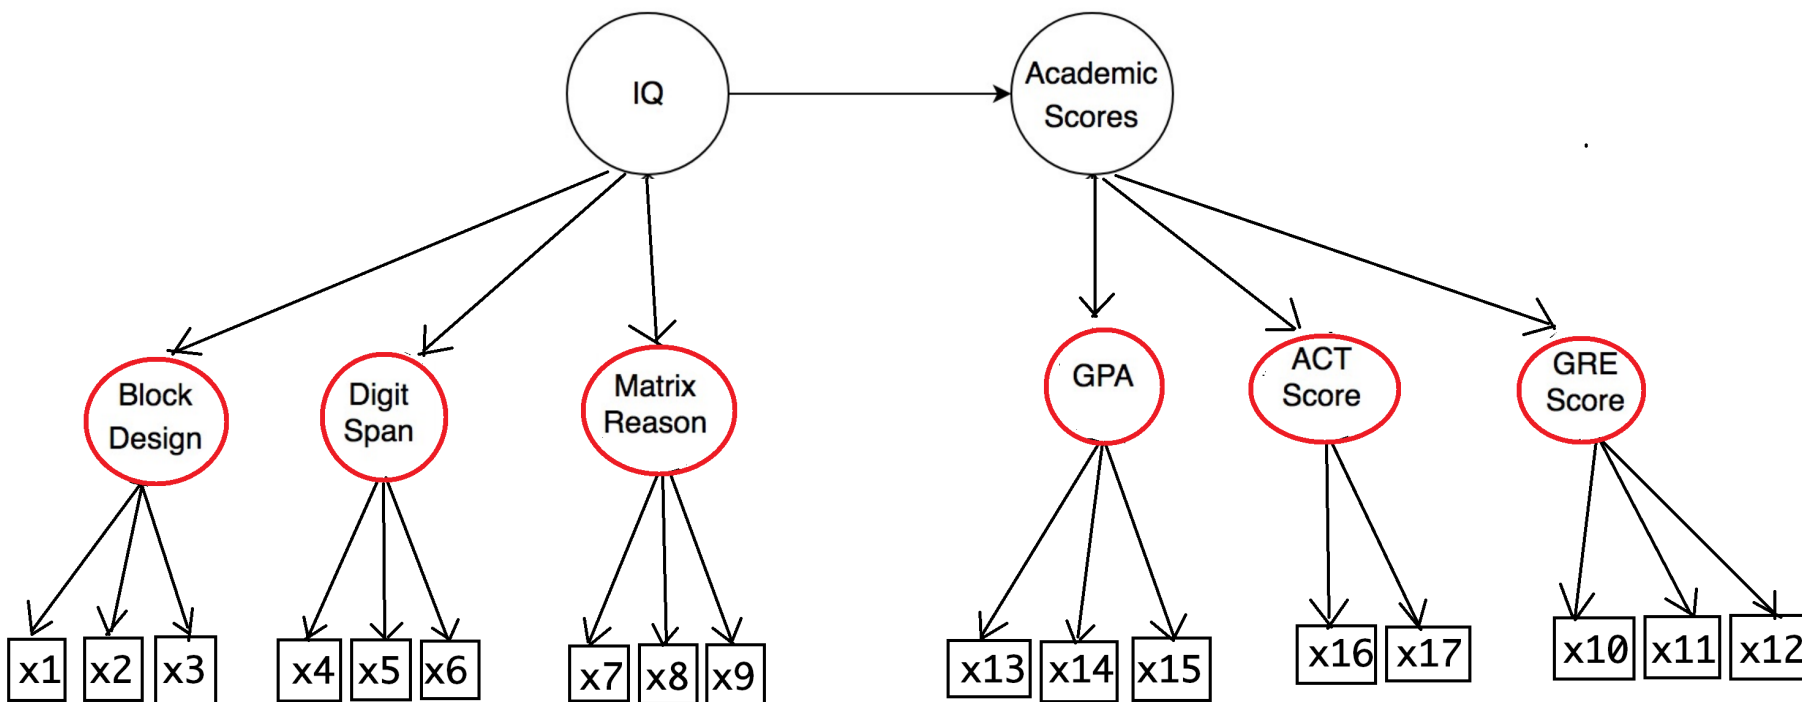 IQ
Academic
Scores
Block
Design
Digit
Span
Matrix
Reason
GPA
ACT
Score
GRE
Score
x1
x2
x3
x4
x5
x6
x7
x8
x9
x13
x14
x15
x16
x17
x10
x11
x12